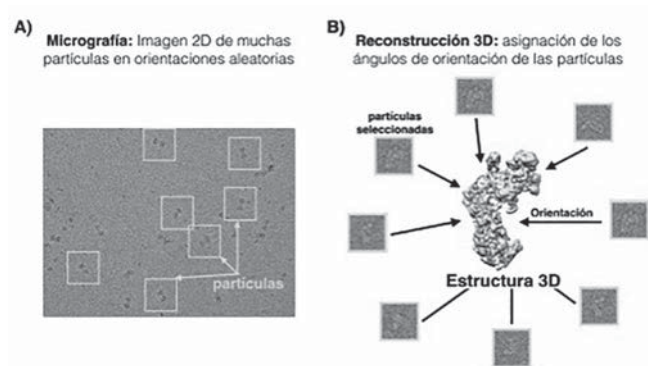 A)
Micrografía: Imagen 2D de muchas
partículas en orientaciones aleatorias
partículas
B)
Reconstrucción 3D: asignación de los
ángulos de orientación de las partículas
partículas
seleccionadas
Orientación
Estructura 3D